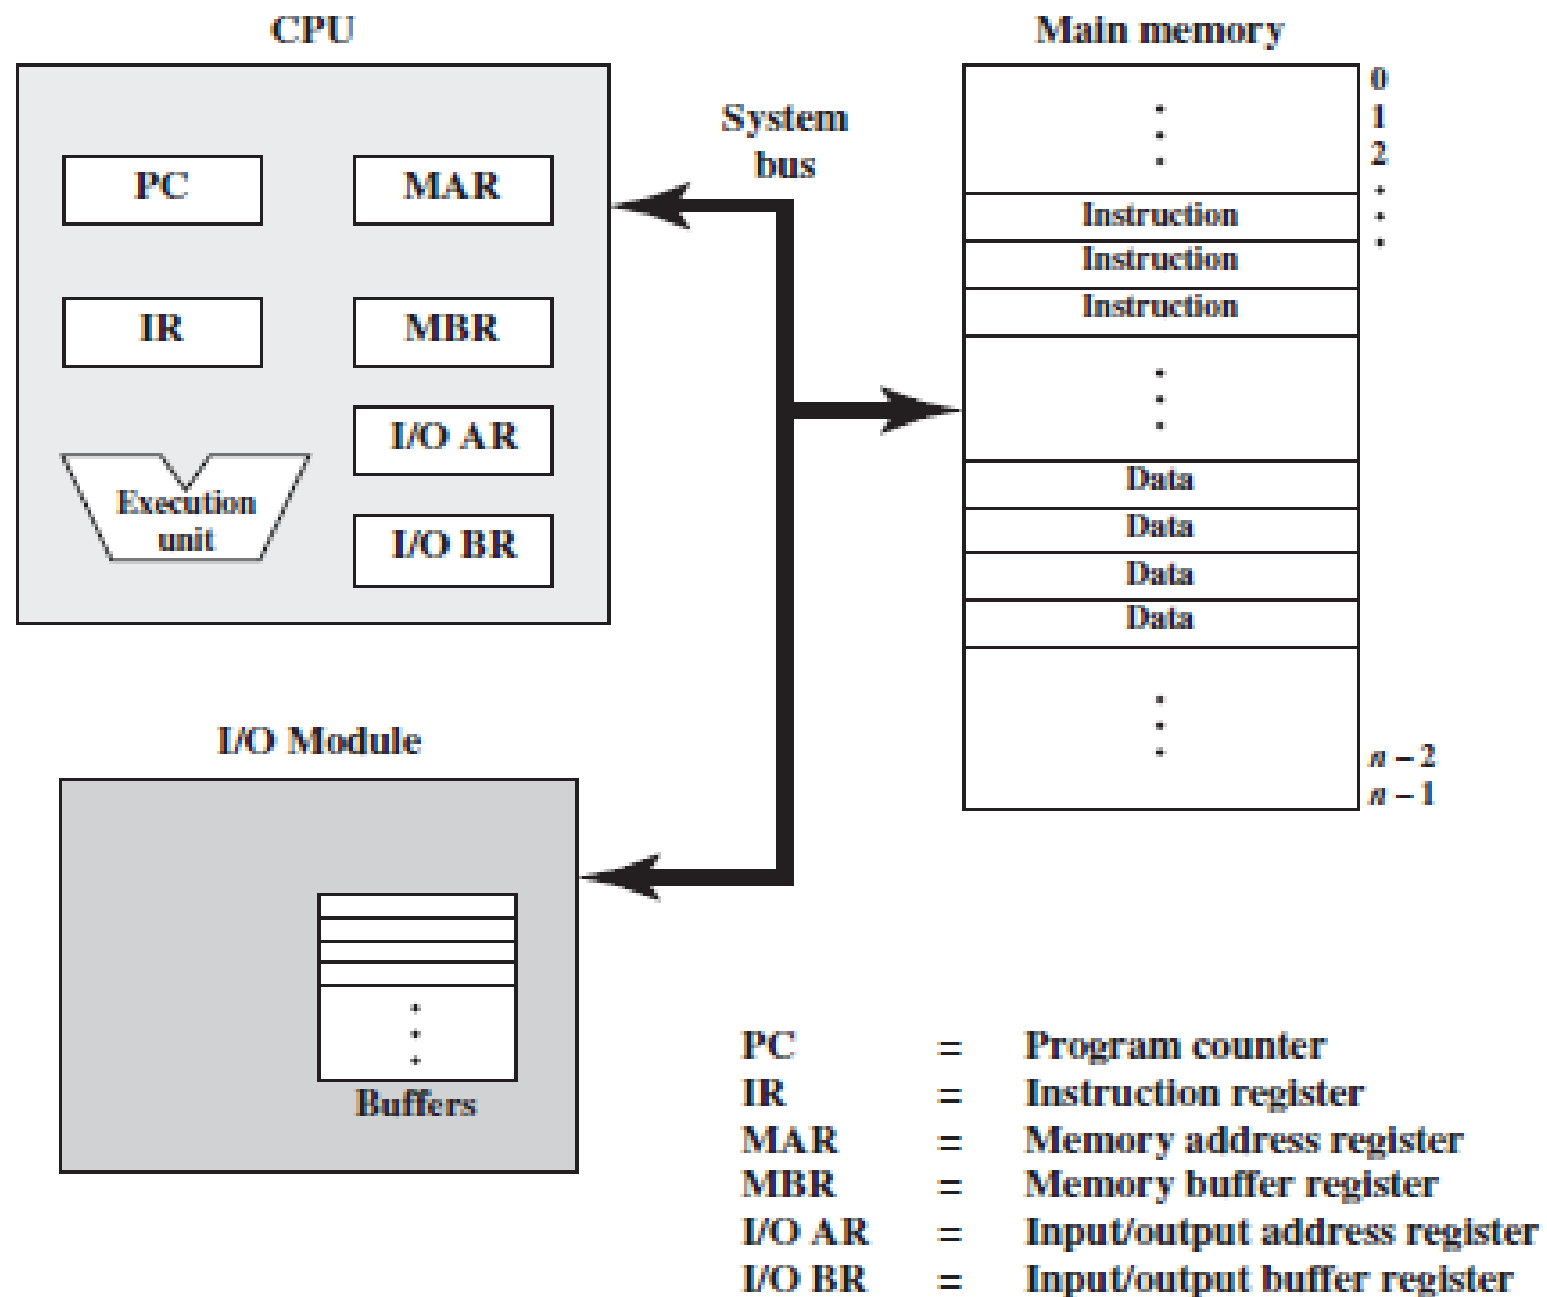 CPU
PC
MAR
IR
MBR
I/O AR
Execution
unit
I/O BR
System
bus
Main memory
0
1
2
Instruction
Instruction
Instruction
Data
Data
Data
Data
n – 2
n – 1
I/O Module
Buffers
PC = Program counter
IR = Instruction register
MAR = Memory address register
MBR = Memory buffer register
I/O AR = Input/output address register
I/O BR = Input/output buffer register